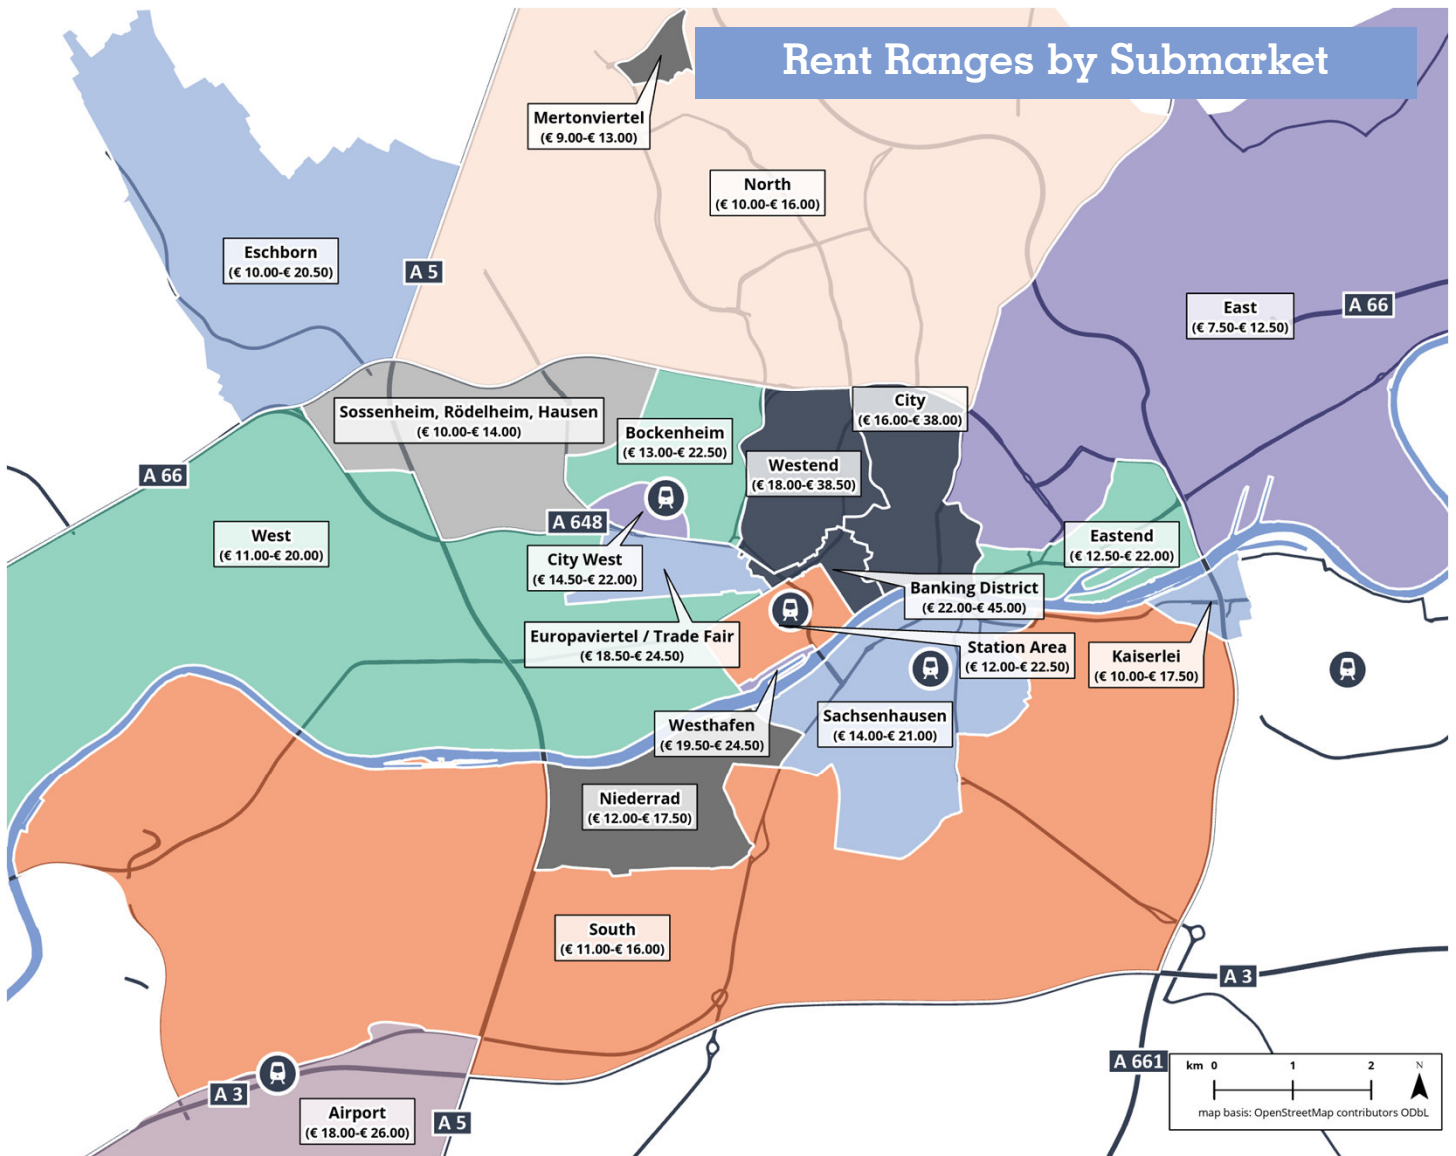 Rent Ranges by Submarket
Mertonviertel
(€ 9.00-€ 13.00)
North
(€ 10.00-€ 16.00)
Eschborn
(€ 10.00-€ 20.50)
A 5
East
(€ 7.50-€ 12.50)
A 66
Sossenheim, Rödelheim, Hausen
(€ 10.00-€ 14.00)
City
(€ 16.00-€ 38.00)
Bockenheim
(€ 13.00-€ 22.50)
Westend
(€ 18.00-€ 38.50)
A 66
A 648
West
(€ 11.00-€ 20.00)
Eastend
(€ 12.50-€ 22.00)
City West
(€ 14.50-€ 22.00)
Banking District
(€ 22.00-€ 45.00)
Europaviertel / Trade Fair
(€ 18.50-€ 24.50)
Station Area
(€ 12.00-€ 22.50)
Kaiserlei
(€ 10.00-€ 17.50)
Westhafen
(€ 19.50-€ 24.50)
Sachsenhausen
(€ 14.00-€ 21.00)
Niederrad
(€ 12.00-€ 17.50)
South
(€ 11.00-€ 16.00)
A 3
A 661
A 3
Airport
(€ 18.00-€ 26.00)
A 5
km 0 1 2 N
map basis: OpenStreetMap contributors ODbL